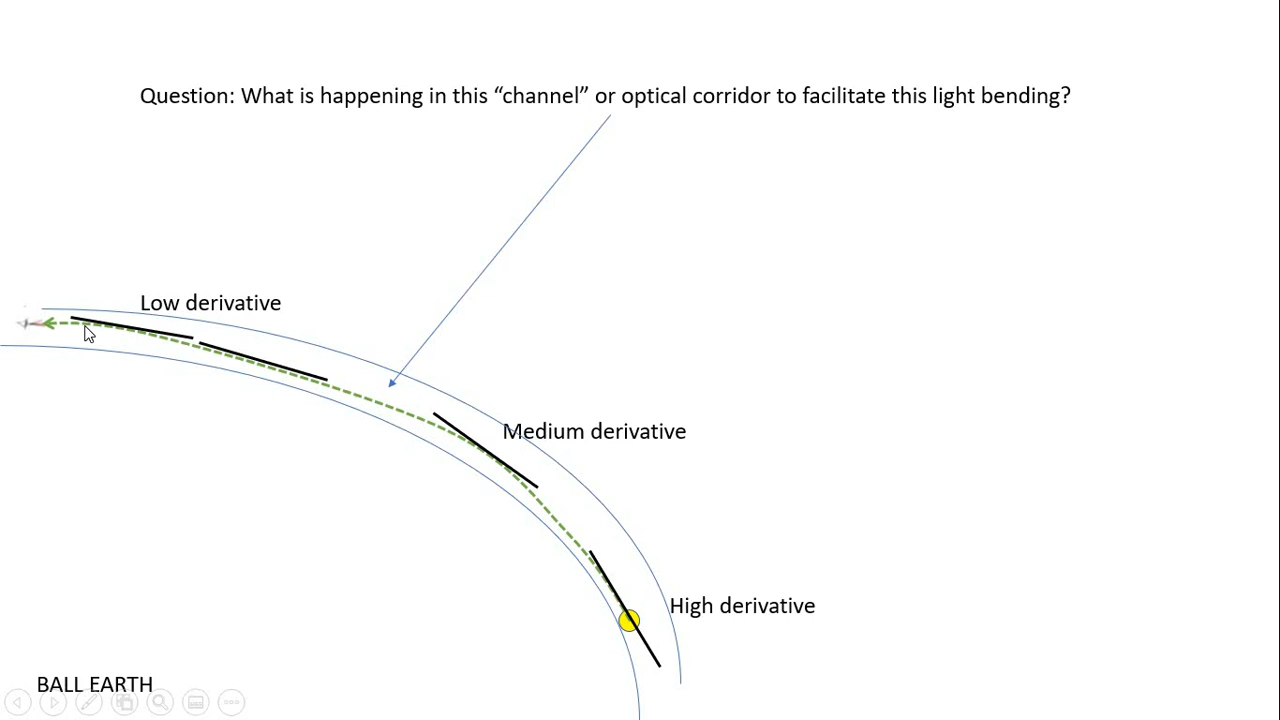 Question: What is happening in this “channel” or optical corridor to facilitate this light bending?
Low derivative
Medium derivative
High derivative
BALL EARTH